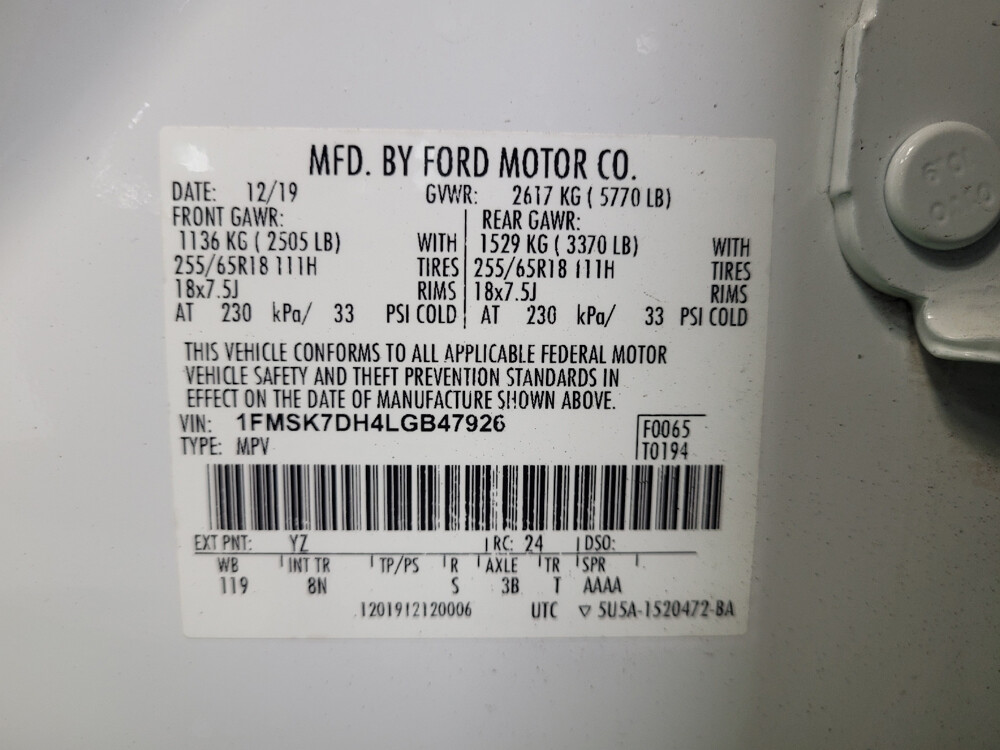 MFD. BY FORD MOTOR CO.
DATE: 12/19 GVWR: 2617 KG ( 5770 LB)
FRONT GAWR: REAR GAWR:
1136 KG ( 2505 LB) WITH 1529 KG ( 3370 LB) WITH
255/65R18 111H TIRES 255/65R18 111H TIRES
18x7.5J RIMS 18x7.5J RIMS
AT 230 kPa/ 33 PSI COLD AT 230 kPa/ 33 PSI COLD
THIS VEHICLE CONFORMS TO ALL APPLICABLE FEDERAL MOTOR
VEHICLE SAFETY AND THEFT PREVENTION STANDARDS IN
EFFECT ON THE DATE OF MANUFACTURE SHOWN ABOVE.
VIN: 1FMSK7DH4LGB47926 F0065
TYPE: MPV T0194
EXT PNT: YZ RC: 24 DSO:
WB INT TR TP/PS R AXLE TR SPR
119 8N S 3B T AAAA
1201912120006 UTC ▽ 5U5A-1520472-BA
10.9